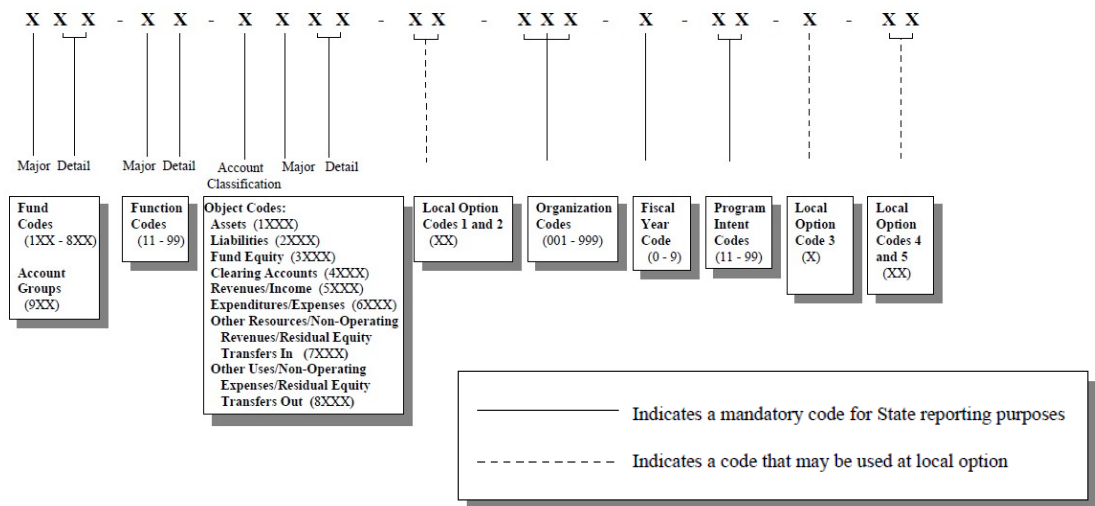 X X X - X X - X X X X - X X - X X X - X - X X - X - X X
Major Detail
Major Detail
Account
Classification
Major Detail
Fund
Codes
(1XX - 8XX)
Account
Groups
(9XX)
Function
Codes
(11 - 99)
Object Codes:
Assets (1XXX)
Liabilities (2XXX)
Fund Equity (3XXX)
Clearing Accounts (4XXX)
Revenues/Income (5XXX)
Expenditures/Expenses (6XXX)
Other Resources/Non-Operating
Revenues/Residual Equity
Transfers In (7XXX)
Other Uses/Non-Operating
Expenses/Residual Equity
Transfers Out (8XXX)
Local Option
Codes 1 and 2
(XX)
Organization
Codes
(001 - 999)
Fiscal
Year
Code
(0 - 9)
Program
Intent
Codes
(11 - 99)
Local
Option
Code 3
(X)
Local
Option
Codes 4
and 5
(XX)
Indicates a mandatory code for State reporting purposes
Indicates a code that may be used at local option